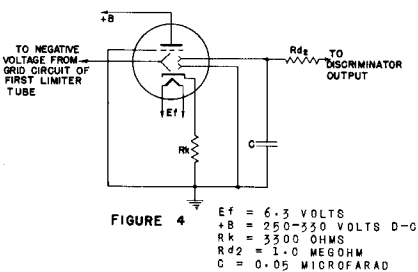 +B
TO NEGATIVE
VOLTAGE FROM
GRID CIRCUIT OF
FIRST LIMITER
TUBE
Rd2
TO
DISCRIMINATOR
OUTPUT
Ef
Rk
C
FIGURE 4
Ef = 6.3 VOLTS
+B = 250-330 VOLTS D-C
Rk = 3300 OHMS
Rd2 = 1.0 MEGOHM
C = 0.05 MICROFARAD